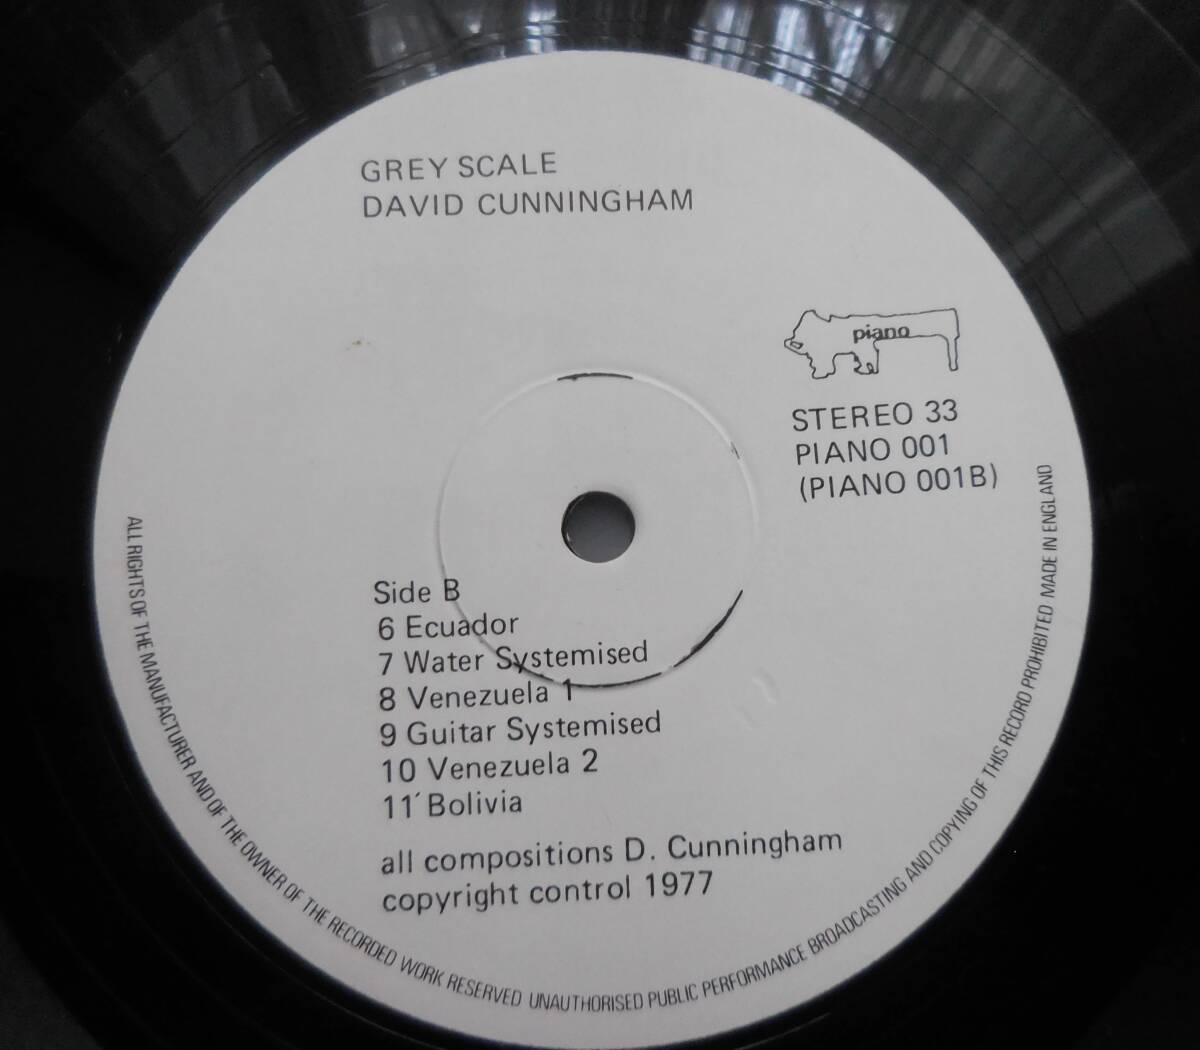 GREY SCALE
DAVID CUNNINGHAM
piano
STEREO 33
PIANO 001
(PIANO 001B)
Side B
6 Ecuador
7 Water Systemised
8 Venezuela 1
9 Guitar Systemised
10 Venezuela 2
11 Bolivia
all compositions D. Cunningham
copyright control 1977
ALL RIGHTS OF THE MANUFACTURER AND OF THE OWNER OF THE RECORDED WORK RESERVED UNAUTHORISED PUBLIC PERFORMANCE BROADCASTING AND COPYING OF THIS RECORD PROHIBITED MADE IN ENGLAND